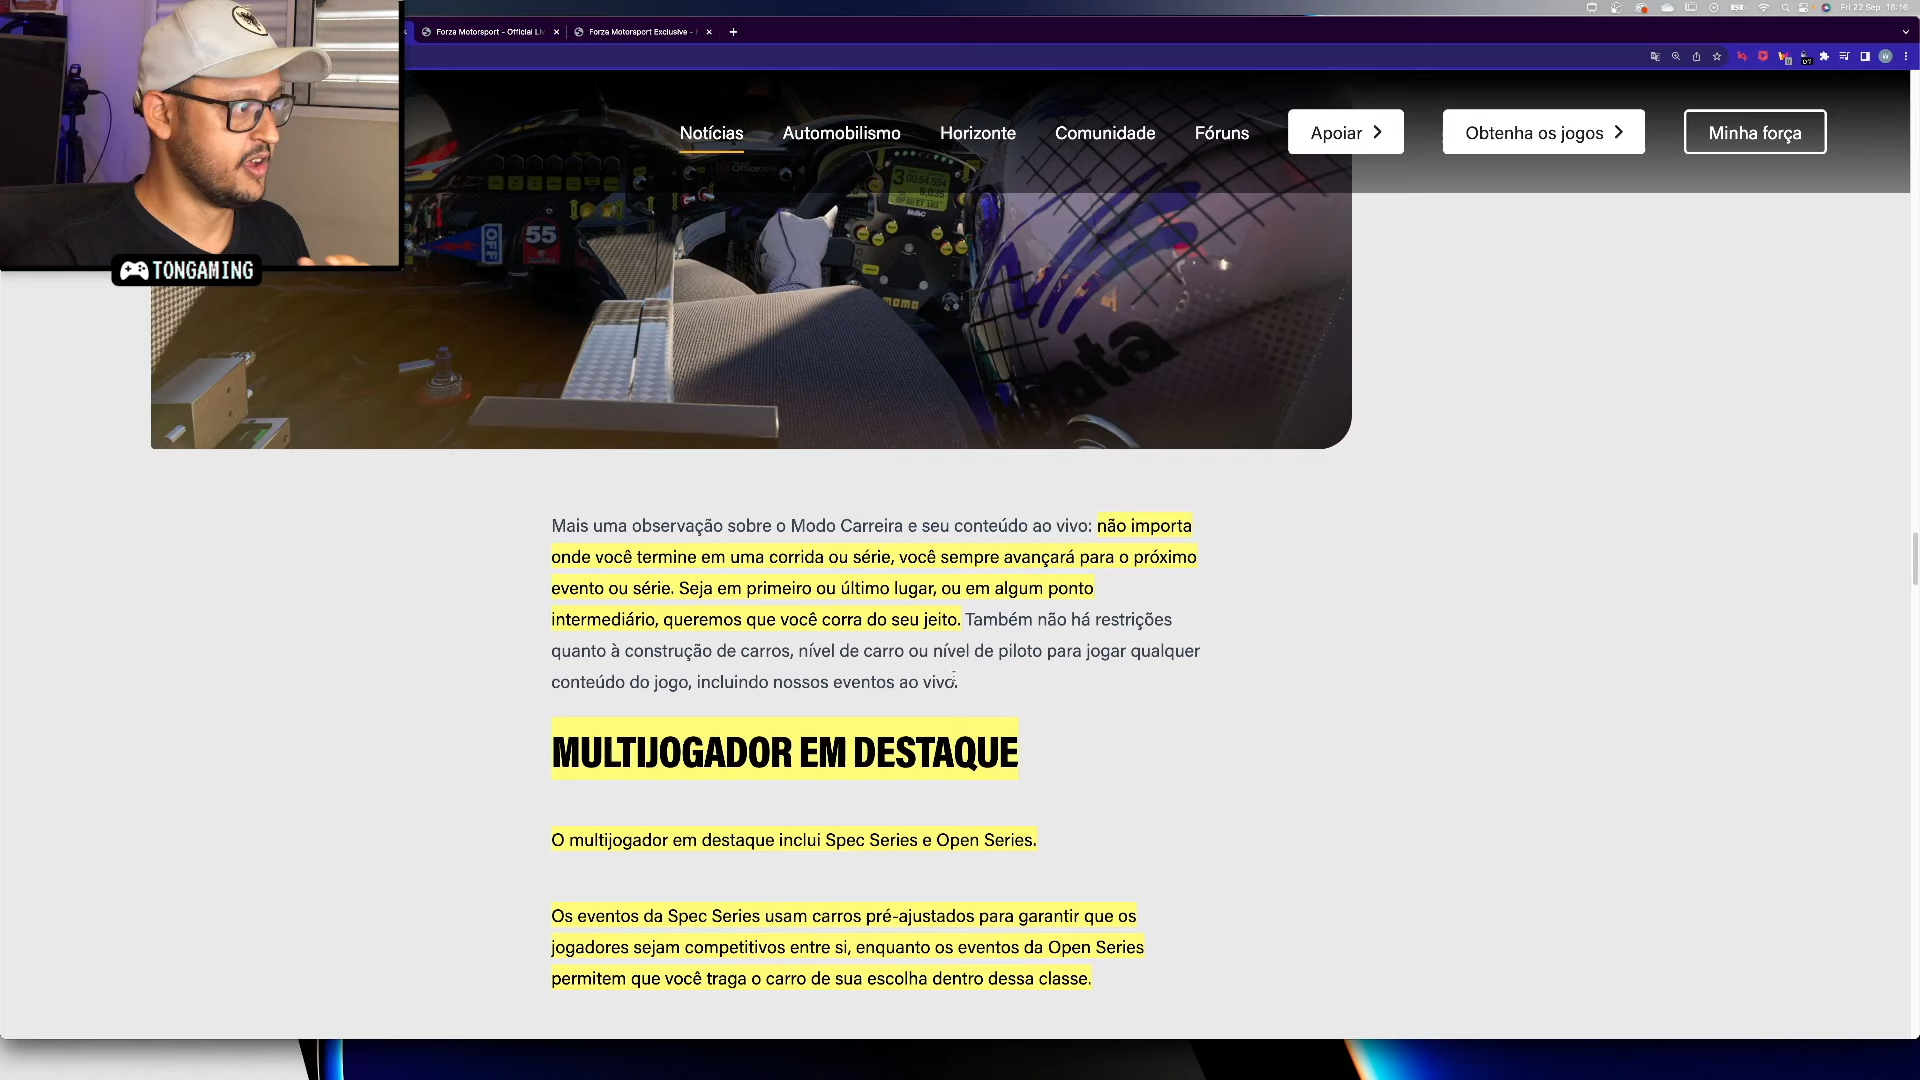 Fri 22 Sep 16:16
Forza Motorsport - Official Li
Forza Motorsport Exclusive -
Notícias
Automobilismo
Horizonte
Comunidade
Fóruns
Apoiar
Obtenha os jogos
Minha força
TONGAMING
OFF
55
3
MoTeC
ata
Mais uma observação sobre o Modo Carreira e seu conteúdo ao vivo: não importa
onde você termine em uma corrida ou série, você sempre avançará para o próximo
evento ou série. Seja em primeiro ou último lugar, ou em algum ponto
intermediário, queremos que você corra do seu jeito. Também não há restrições
quanto à construção de carros, nível de carro ou nível de piloto para jogar qualquer
conteúdo do jogo, incluindo nossos eventos ao vivo.
MULTIJOGADOR EM DESTAQUE
O multijogador em destaque inclui Spec Series e Open Series.
Os eventos da Spec Series usam carros pré-ajustados para garantir que os
jogadores sejam competitivos entre si, enquanto os eventos da Open Series
permitem que você traga o carro de sua escolha dentro dessa classe.